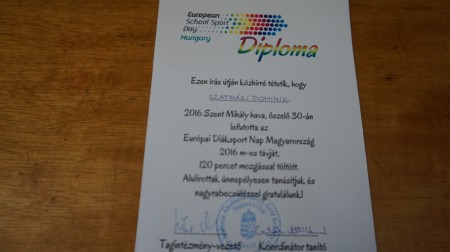 European
School Sport
Day
Hungary
Diploma
Ezen írás útján közhírré tétetik, hogy
SZATMÁRI DOMINIK
2016 Szent Mihály hava, őszelő 30-án
lefutotta az
Európai Diáksport Nap Magyarország
2016 m-es távját,
120 percet mozgással töltött.
Alulírottak ünnepélyesen tanúsítjuk és
nagyrabecsüléssel gratulálunk!
Tagintézmény-vezető Koordinátor tanító